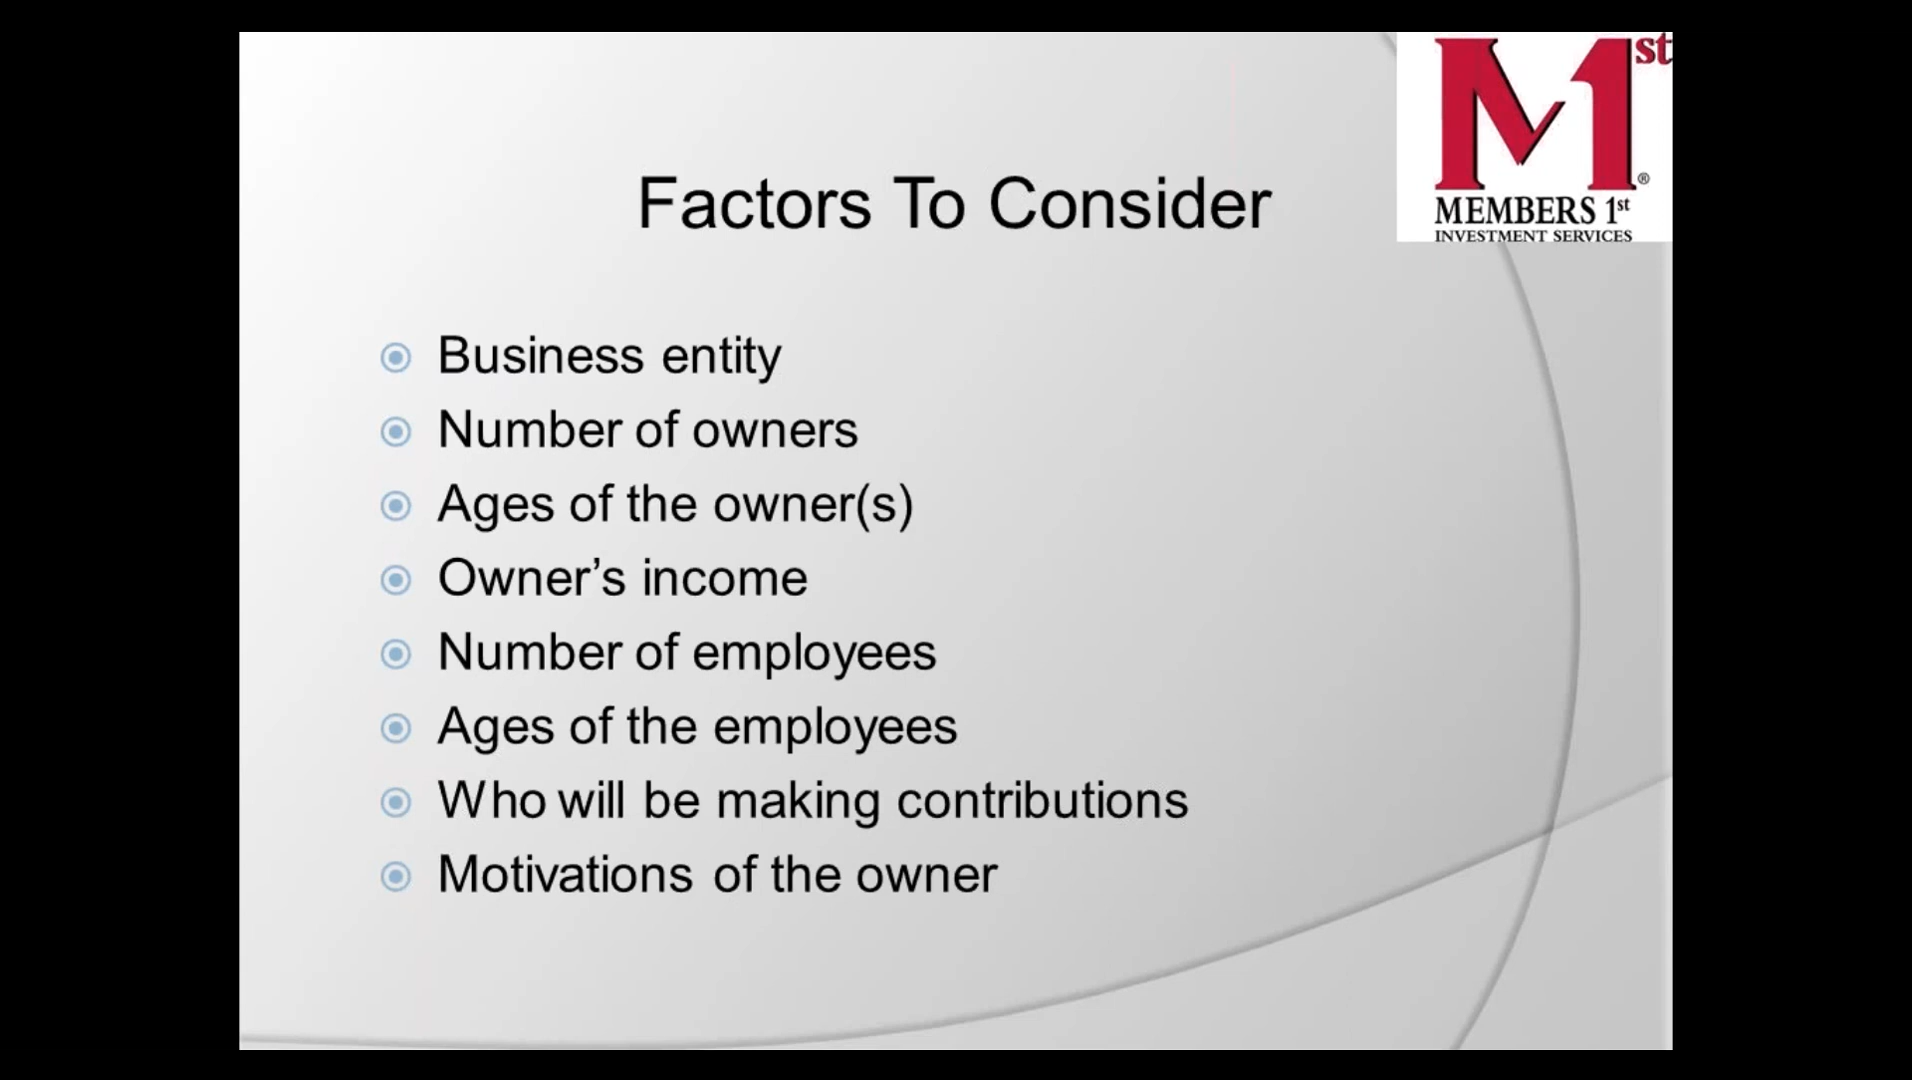 M1st®
MEMBERS 1st
INVESTMENT SERVICES
Factors To Consider
Business entity
Number of owners
Ages of the owner(s)
Owner’s income
Number of employees
Ages of the employees
Who will be making contributions
Motivations of the owner